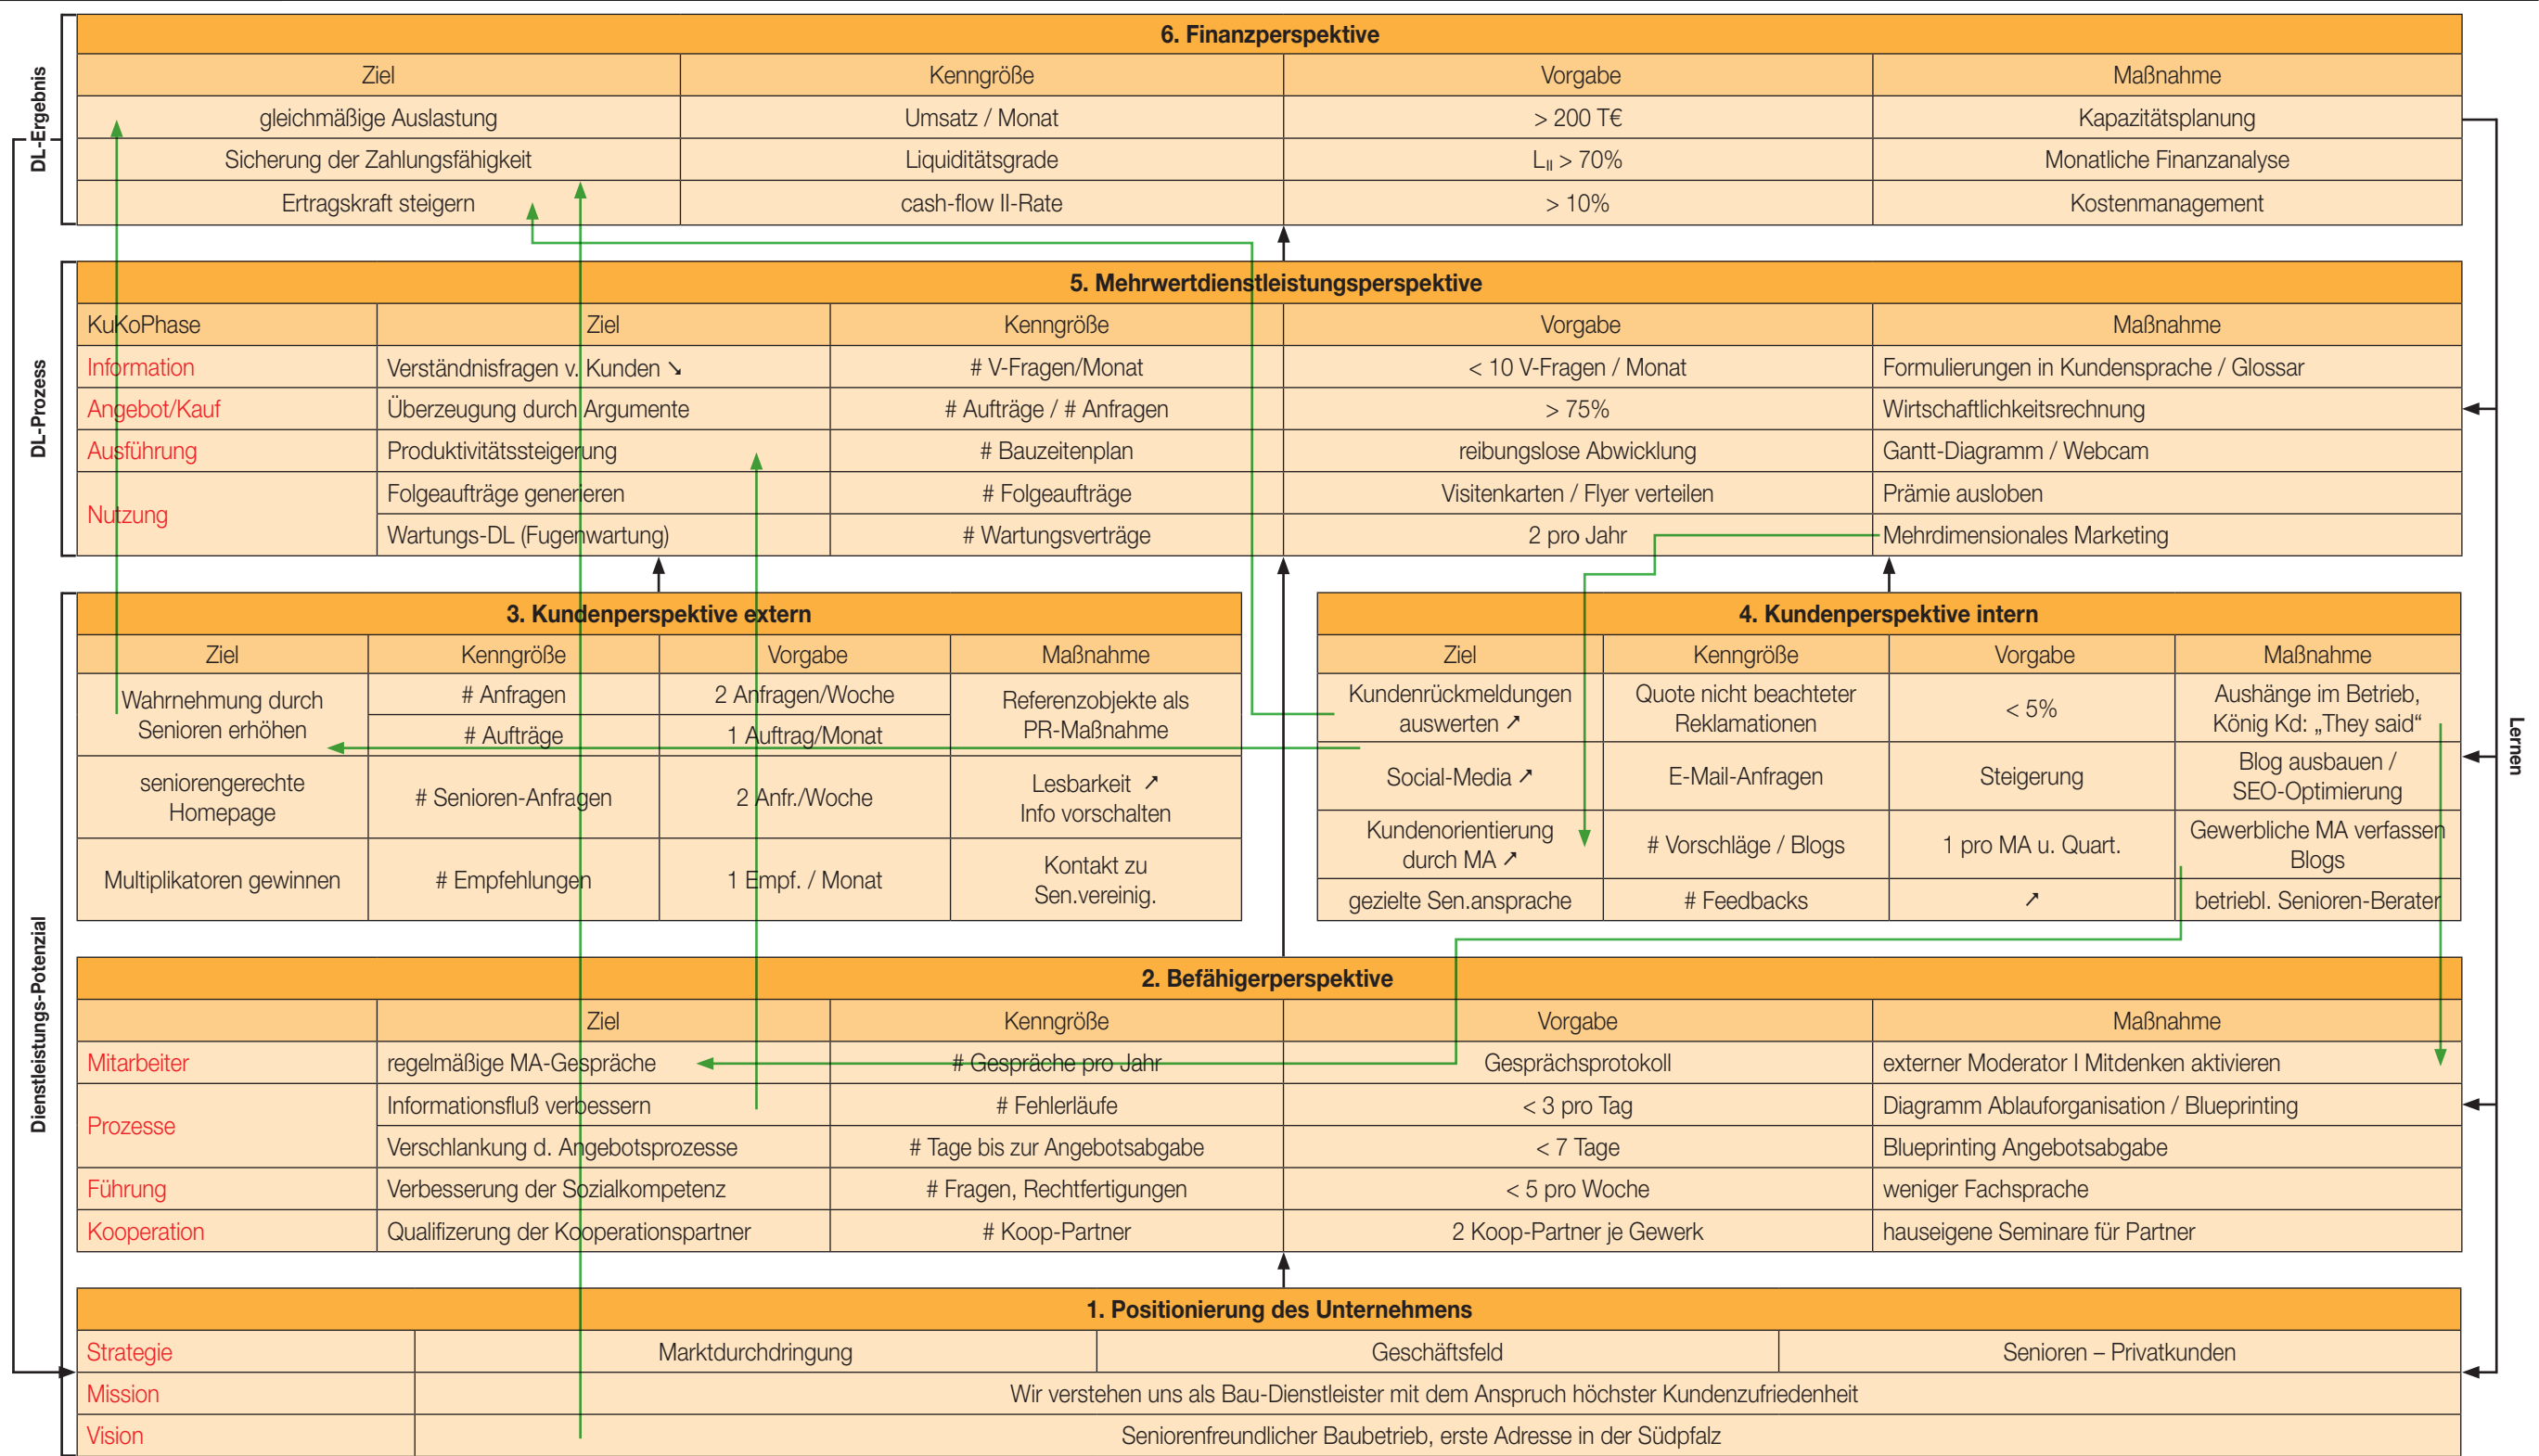 6. Finanzperspektive
Ziel Kenngröße Vorgabe Maßnahme
gleichmäßige Auslastung Umsatz / Monat > 200 T€ Kapazitätsplanung
Sicherung der Zahlungsfähigkeit Liquiditätsgrade LII > 70% Monatliche Finanzanalyse
Ertragskraft steigern cash-flow II-Rate > 10% Kostenmanagement
DL-Ergebnis
5. Mehrwertdienstleistungsperspektive
KuKoPhase Ziel Kenngröße Vorgabe Maßnahme
Information Verständnisfragen v. Kunden ➘ # V-Fragen/Monat < 10 V-Fragen / Monat Formulierungen in Kundensprache / Glossar
Angebot/Kauf Überzeugung durch Argumente # Aufträge / # Anfragen > 75% Wirtschaftlichkeitsrechnung
Ausführung Produktivitätssteigerung # Bauzeitenplan reibungslose Abwicklung Gantt-Diagramm / Webcam
Nutzung Folgeaufträge generieren # Folgeaufträge Visitenkarten / Flyer verteilen Prämie ausloben
Wartungs-DL (Fugenwartung) # Wartungsverträge 2 pro Jahr Mehrdimensionales Marketing
DL-Prozess
3. Kundenperspektive extern
Ziel Kenngröße Vorgabe Maßnahme
Wahrnehmung durch
Senioren erhöhen
# Anfragen 2 Anfragen/Woche
# Aufträge 1 Auftrag/Monat
Referenzobjekte als
PR-Maßnahme
seniorengerechte
Homepage
# Senioren-Anfragen 2 Anfr./Woche
Lesbarkeit ➚
Info vorschalten
Multiplikatoren gewinnen # Empfehlungen 1 Empf. / Monat
Kontakt zu
Sen.vereinig.
4. Kundenperspektive intern
Ziel Kenngröße Vorgabe Maßnahme
Kundenrückmeldungen
auswerten ➚
Quote nicht beachteter
Reklamationen
< 5%
Aushänge im Betrieb,
König Kd: „They said“
Social-Media ➚ E-Mail-Anfragen Steigerung
Blog ausbauen /
SEO-Optimierung
Kundenorientierung
durch MA ➚
# Vorschläge / Blogs 1 pro MA u. Quart.
Gewerbliche MA verfassen
Blogs
gezielte Sen.ansprache # Feedbacks ➚ betriebl. Senioren-Berater
Lernen
Dienstleistungs-Potenzial
2. Befähigerperspektive
Ziel Kenngröße Vorgabe Maßnahme
Mitarbeiter regelmäßige MA-Gespräche # Gespräche pro Jahr Gesprächsprotokoll externer Moderator I Mitdenken aktivieren
Prozesse Informationsfluß verbessern # Fehlerläufe < 3 pro Tag Diagramm Ablauforganisation / Blueprinting
Verschlankung d. Angebotsprozesse # Tage bis zur Angebotsabgabe < 7 Tage Blueprinting Angebotsabgabe
Führung Verbesserung der Sozialkompetenz # Fragen, Rechtfertigungen < 5 pro Woche weniger Fachsprache
Kooperation Qualifizerung der Kooperationspartner # Koop-Partner 2 Koop-Partner je Gewerk hauseigene Seminare für Partner
1. Positionierung des Unternehmens
Strategie Marktdurchdringung Geschäftsfeld Senioren – Privatkunden
Mission Wir verstehen uns als Bau-Dienstleister mit dem Anspruch höchster Kundenzufriedenheit
Vision Seniorenfreundlicher Baubetrieb, erste Adresse in der Südpfalz